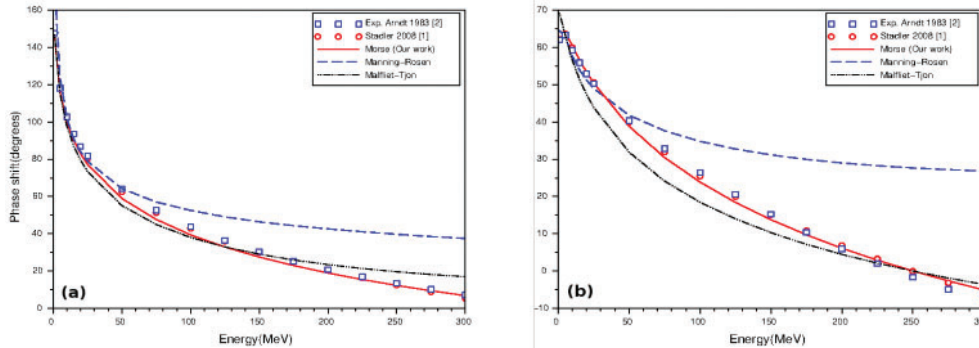 160
140
120
100
80
60
40
20
0
Phase shift(degrees)
Exp. Arndt 1983 [2]
Stadler 2008 [1]
Morse (Our work)
Manning-Rosen
Malfliet-Tjon
(a)
0 50 100 150 200 250 300
Energy(MeV)
70
60
50
40
30
20
10
0
-10
Exp. Arndt 1983 [2]
Stadler 2008 [1]
Morse (Our work)
Manning-Rosen
Malfliet-Tjon
(b)
0 50 100 150 200 250 300
Energy(MeV)